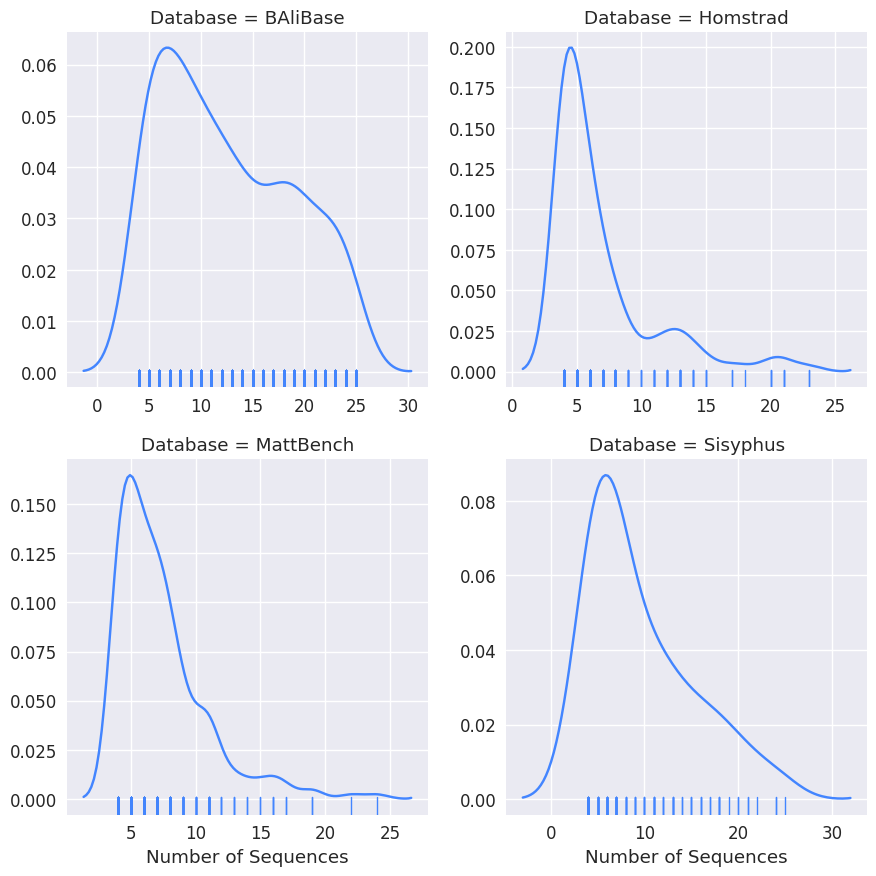 Database = BAliBase
0.06
0.05
0.04
0.03
0.02
0.01
0.00
0 5 10 15 20 25 30
Database = Homstrad
0.200
0.175
0.150
0.125
0.100
0.075
0.050
0.025
0.000
0 5 10 15 20 25
Database = MattBench
0.150
0.125
0.100
0.075
0.050
0.025
0.000
5 10 15 20 25
Number of Sequences
Database = Sisyphus
0.08
0.06
0.04
0.02
0.00
0 10 20 30
Number of Sequences